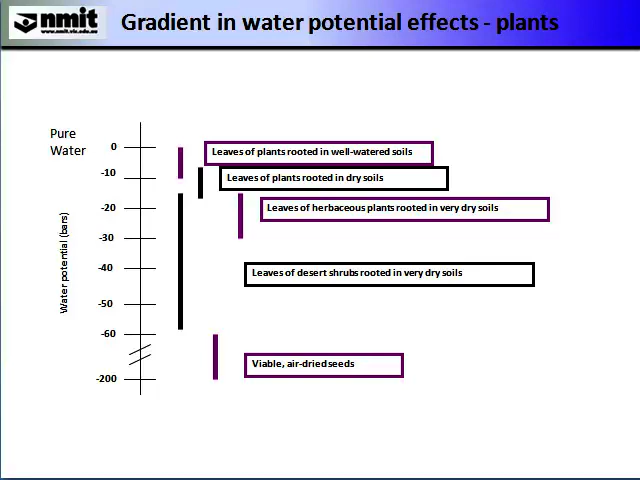 nmit
www.nmit.vic.edu.au
Gradient in water potential effects - plants
Pure
Water
0
-10
-20
-30
-40
-50
-60
-200
Water potential (bars)
Leaves of plants rooted in well-watered soils
Leaves of plants rooted in dry soils
Leaves of herbaceous plants rooted in very dry soils
Leaves of desert shrubs rooted in very dry soils
Viable, air-dried seeds